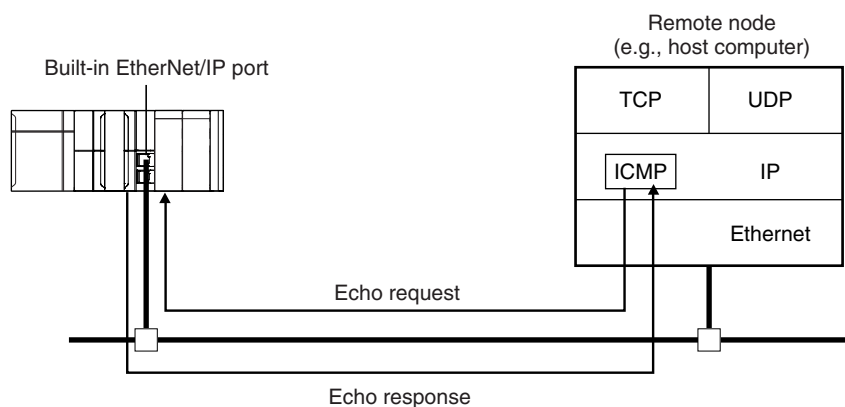 Remote node
(e.g., host computer)
Built-in EtherNet/IP port
TCP
UDP
ICMP
IP
Ethernet
Echo request
Echo response